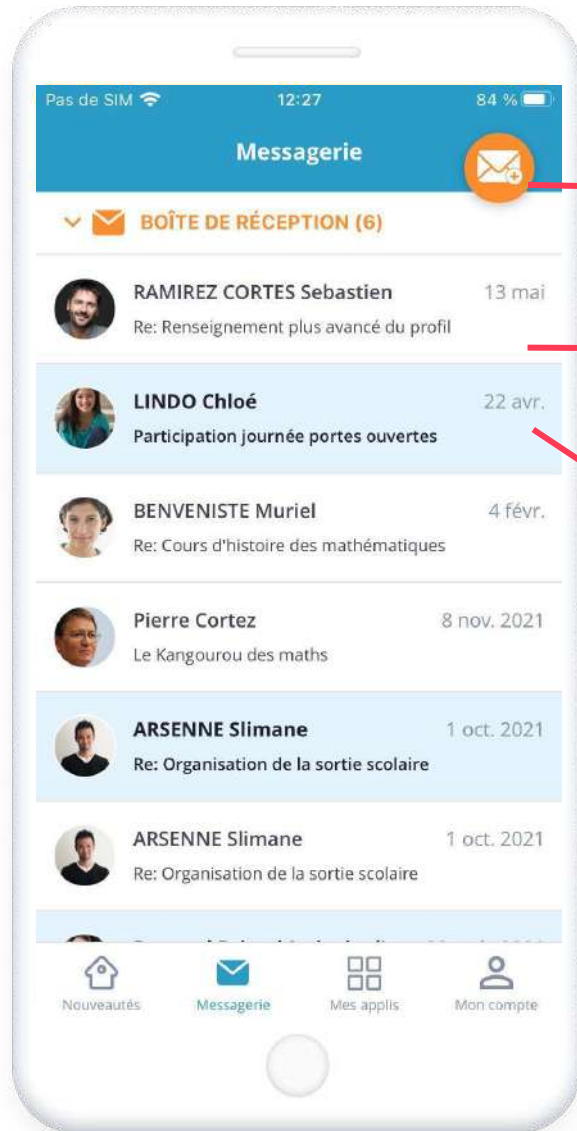 Pas de SIM 12:27 84 %
Messagerie
BOÎTE DE RÉCEPTION (6)
RAMIREZ CORTES Sebastien 13 mai
Re: Renseignement plus avancé du profil
LINDO Chloé 22 avr.
Participation journée portes ouvertes
BENVENISTE Muriel 4 févr.
Re: Cours d'histoire des mathématiques
Pierre Cortez 8 nov. 2021
Le Kangourou des maths
ARSENNE Slimane 1 oct. 2021
Re: Organisation de la sortie scolaire
ARSENNE Slimane 1 oct. 2021
Re: Organisation de la sortie scolaire
Nouveautés Messagerie Mes applis Mon compte